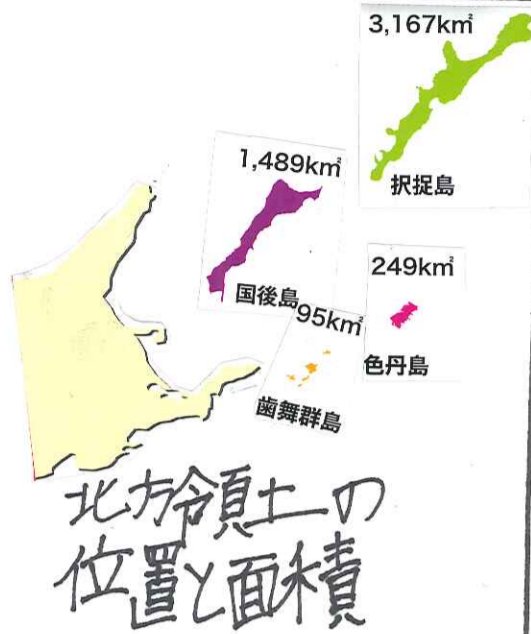 3,167km²
択捉島
1,489km²
国後島
249km²
色丹島
95km²
歯舞群島
北方領土の
位置と面積